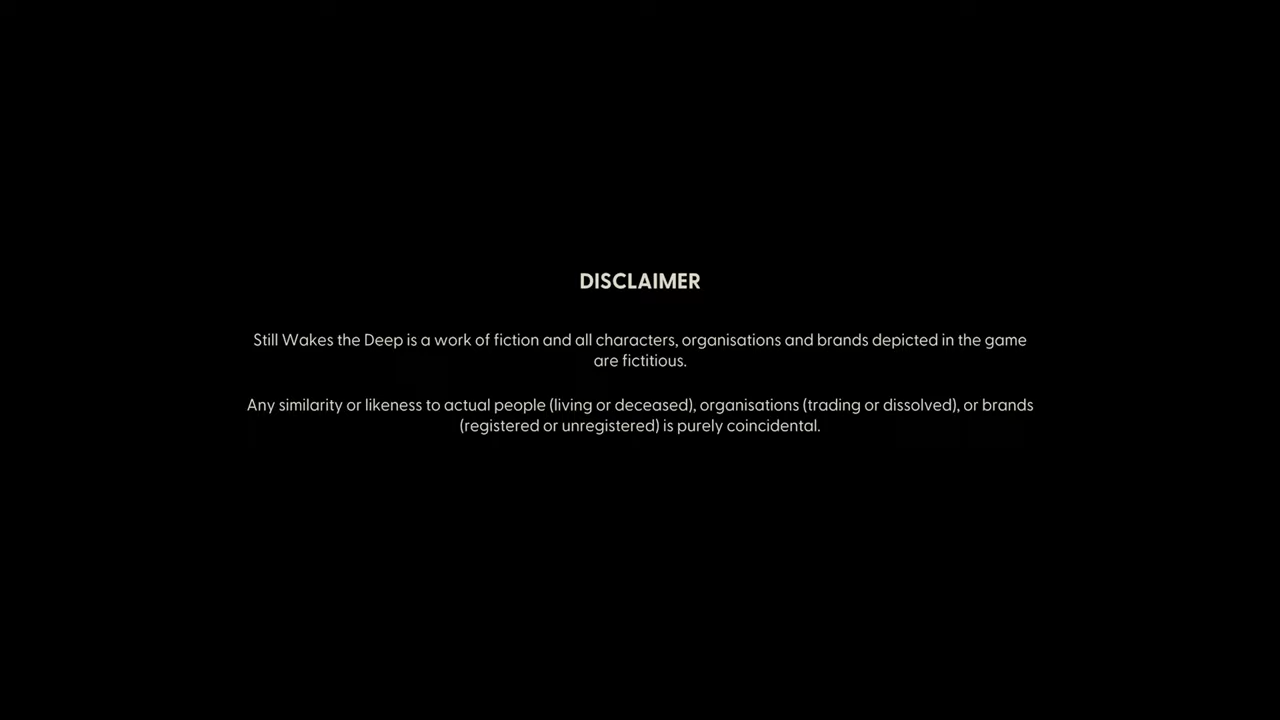 DISCLAIMER
Still Wakes the Deep is a work of fiction and all characters, organisations and brands depicted in the game
are fictitious.
Any similarity or likeness to actual people (living or deceased), organisations (trading or dissolved), or brands
(registered or unregistered) is purely coincidental.